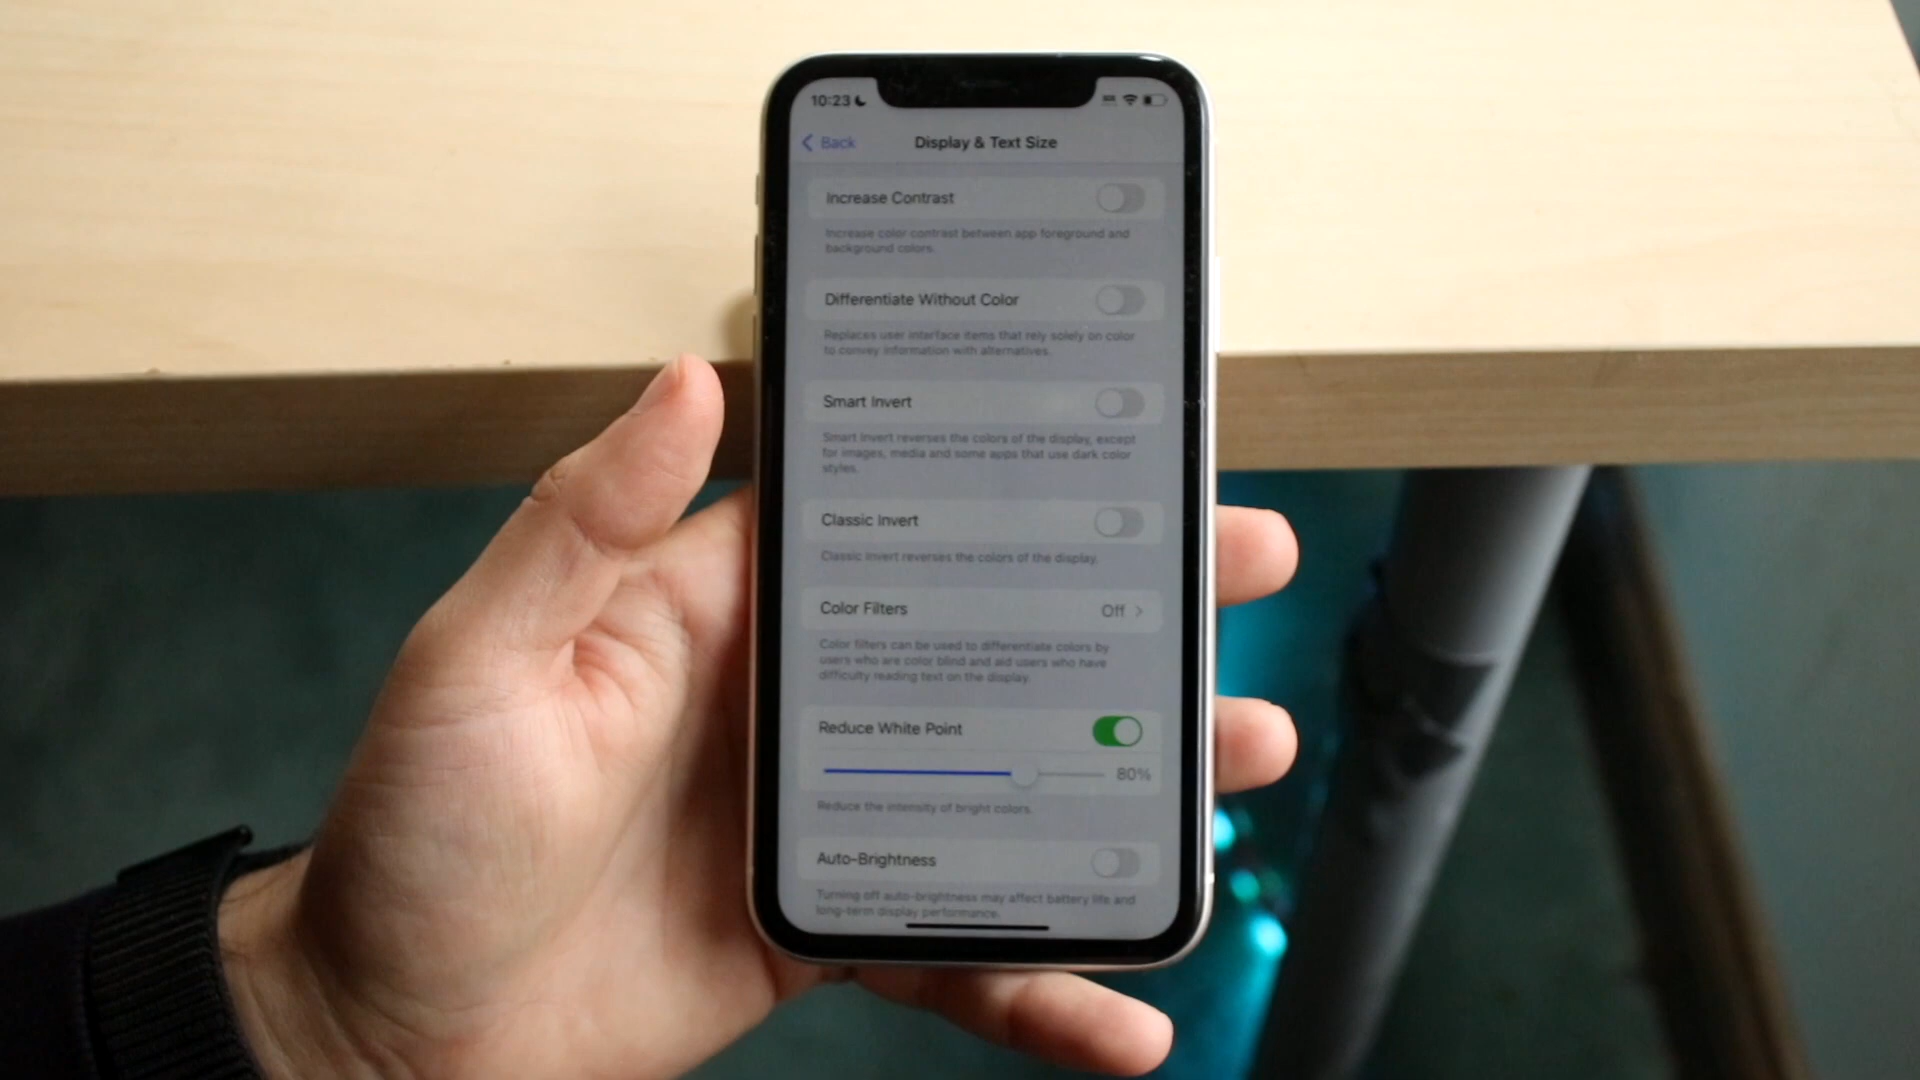 10:23
Back
Display & Text Size
Increase Contrast
Increase color contrast between app foreground and
background colors.
Differentiate Without Color
Replaces user interface items that rely solely on color
to convey information with alternatives.
Smart Invert
Smart Invert reverses the colors of the display, except
for images, media and some apps that use dark color
styles.
Classic Invert
Classic Invert reverses the colors of the display.
Color Filters Off
Color filters can be used to differentiate colors by
users who are color blind and aid users who have
difficulty reading text on the display.
Reduce White Point
80%
Reduce the intensity of bright colors.
Auto-Brightness
Turning off auto-brightness may affect battery life and
long-term display performance.